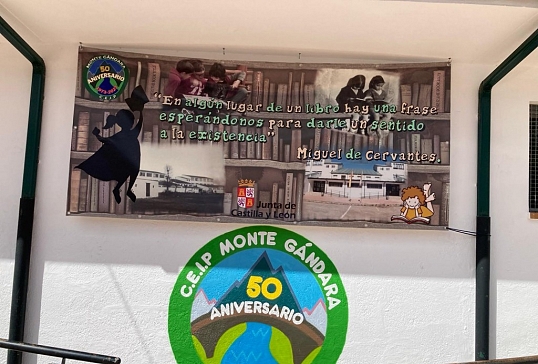 MONTE GÁNDARA
50
ANIVERSARIO
C.E.I.P
"En algún lugar de un libro hay una frase
esperándonos para darle un sentido
a la existencia"
Miguel de Cervantes.
Junta de
Castilla y León
C.E.I.P MONTE GÁNDARA
50
ANIVERSARIO